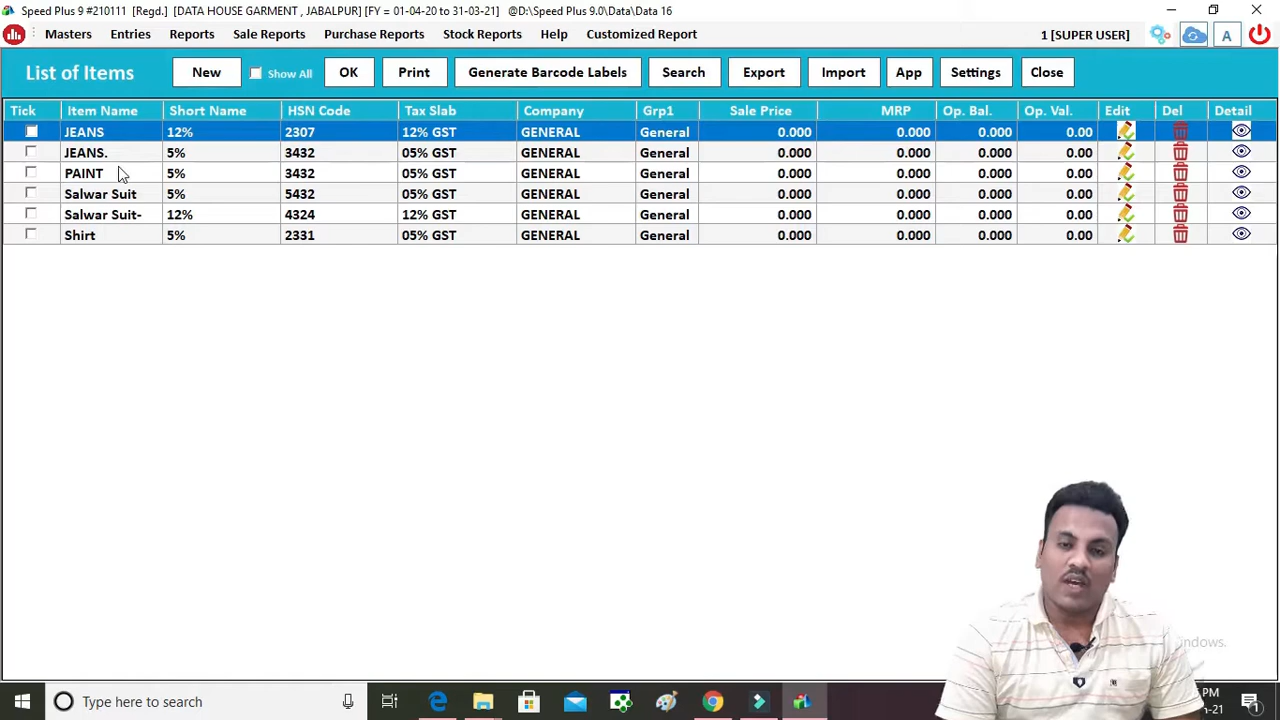 Speed Plus 9 #210111 [Regd.] [DATA HOUSE GARMENT , JABALPUR] [FY = 01-04-20 to 31-03-21] @D:\Speed Plus 9.0\Data\Data 16
Masters Entries Reports Sale Reports Purchase Reports Stock Reports Help Customized Report 1 [SUPER USER] A
List of Items New Show All OK Print Generate Barcode Labels Search Export Import App Settings Close
Tick Item Name Short Name HSN Code Tax Slab Company Grp1 Sale Price MRP Op. Bal. Op. Val. Edit Del Detail
JEANS 12% 2307 12% GST GENERAL General 0.000 0.000 0.000 0.00
JEANS. 5% 3432 05% GST GENERAL General 0.000 0.000 0.000 0.00
PAINT 5% 3432 05% GST GENERAL General 0.000 0.000 0.000 0.00
Salwar Suit 5% 5432 05% GST GENERAL General 0.000 0.000 0.000 0.00
Salwar Suit- 12% 4324 12% GST GENERAL General 0.000 0.000 0.000 0.00
Shirt 5% 2331 05% GST GENERAL General 0.000 0.000 0.000 0.00
Type here to search